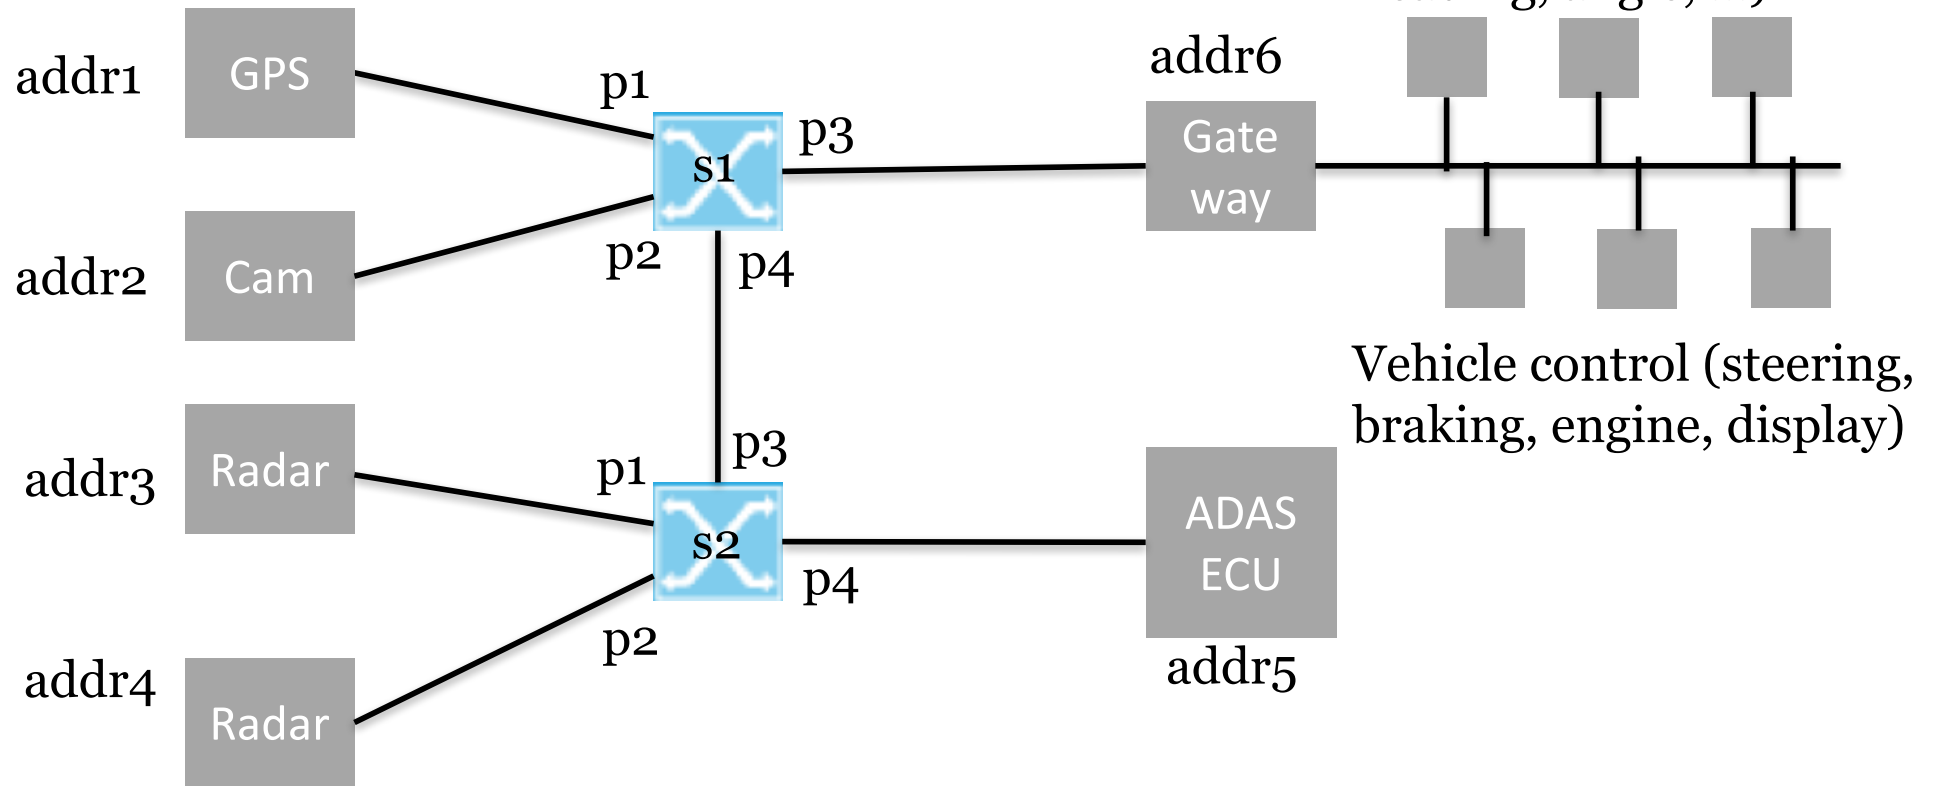 addr1
GPS
p1
s1
p3
addr6
Gate
way
addr2
Cam
p2
p4
Vehicle control (steering,
braking, engine, display)
addr3
Radar
p1
p3
s2
p4
ADAS
ECU
addr5
addr4
Radar
p2